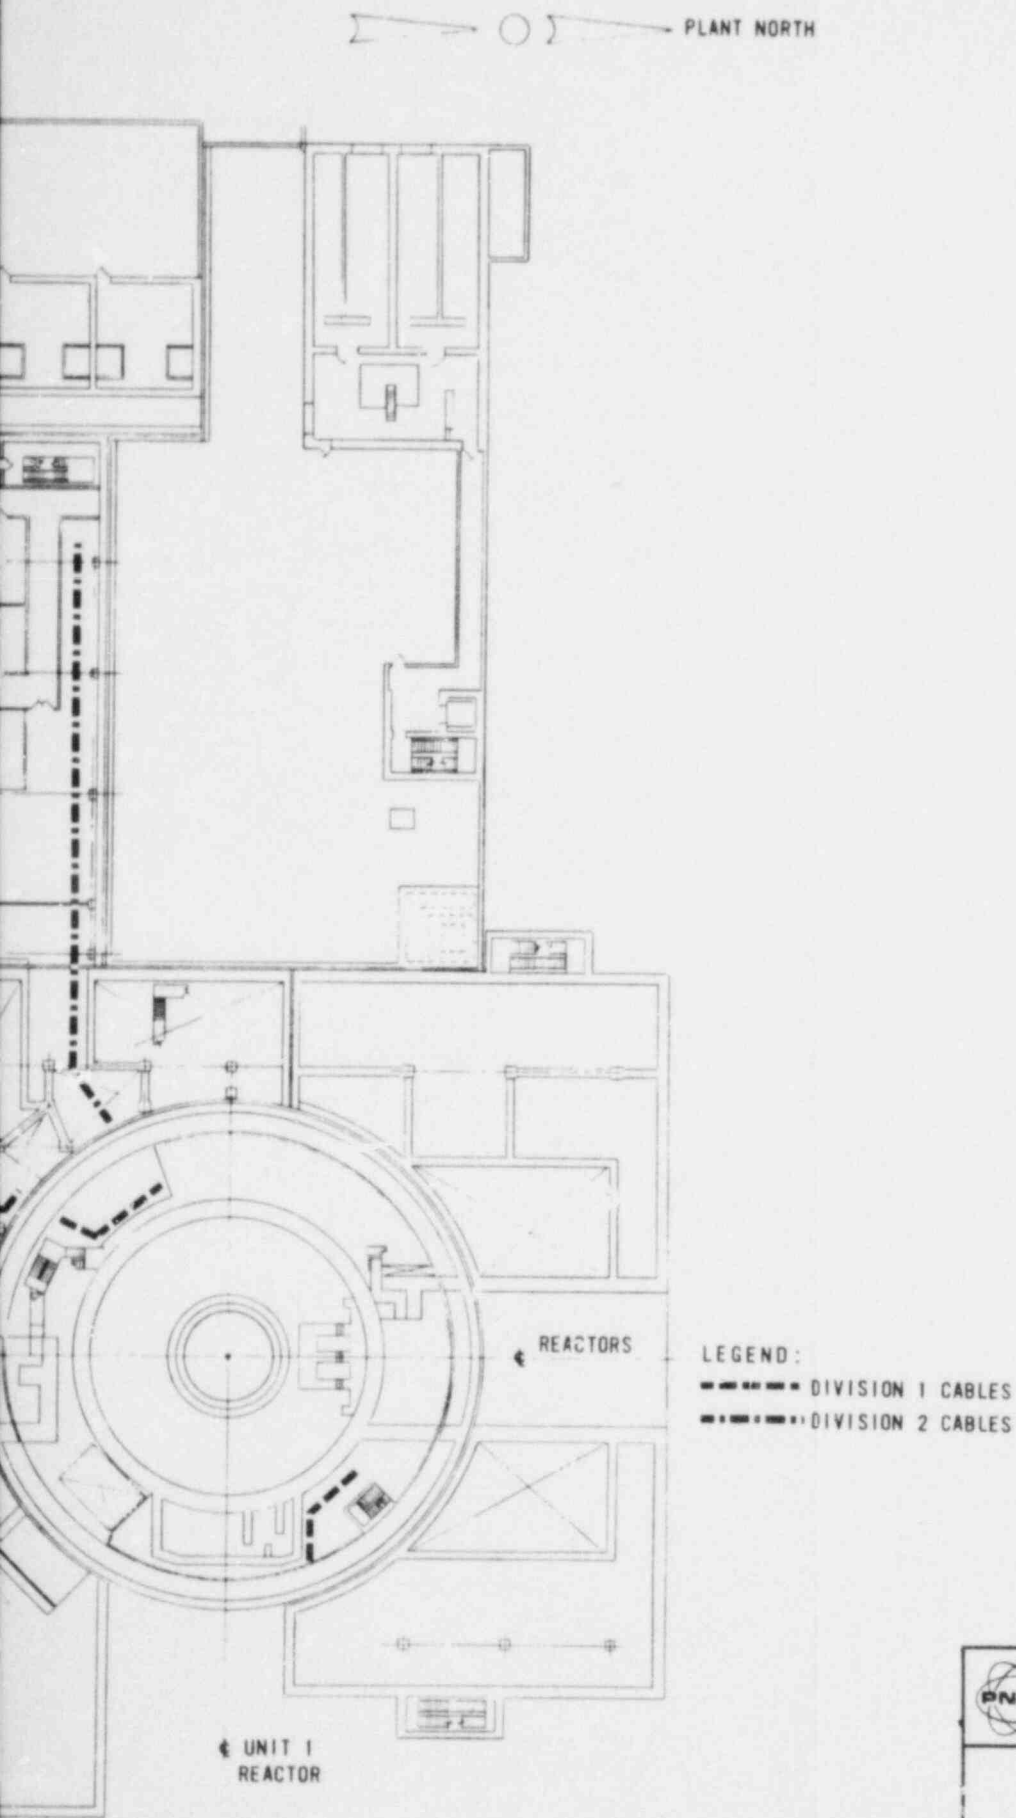 PLANT NORTH
℄ REACTORS
LEGEND:
DIVISION 1 CABLES
DIVISION 2 CABLES
℄ UNIT 1
REACTOR